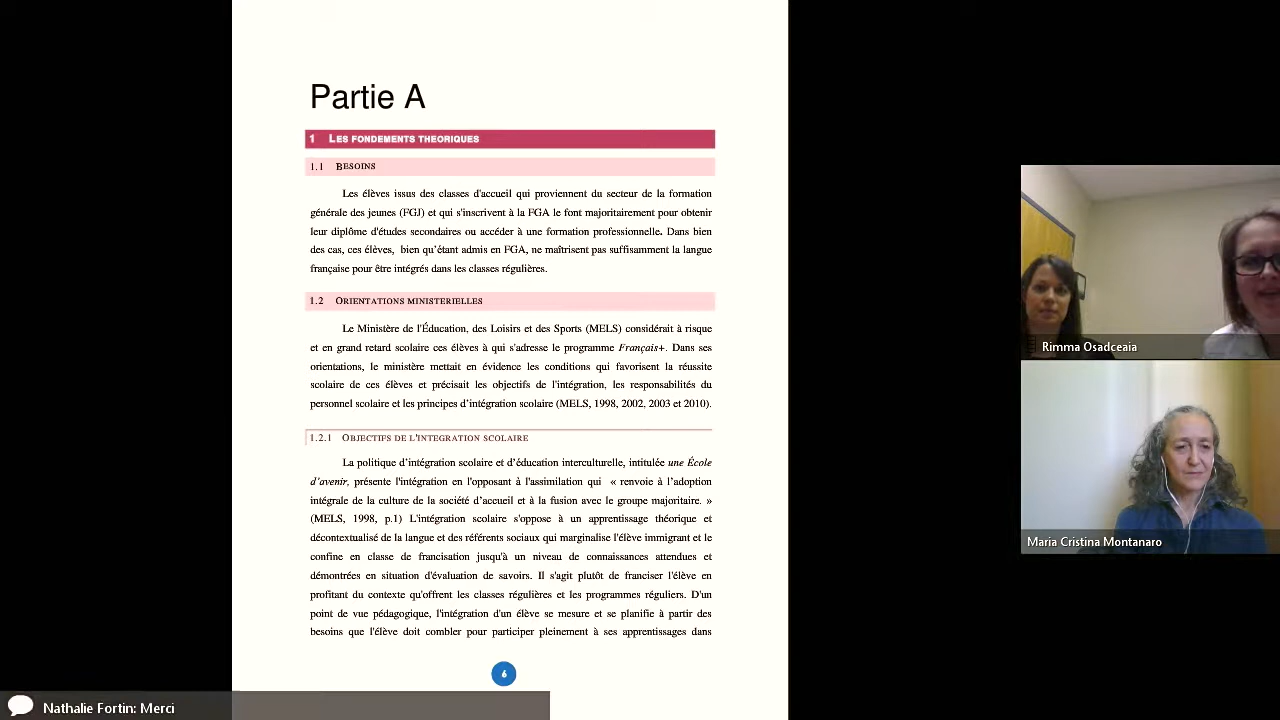 Partie A
1 LES FONDEMENTS THEORIQUES
1.1 BESOINS
Les élèves issus des classes d'accueil qui proviennent du secteur de la formation
générale des jeunes (FGJ) et qui s'inscrivent à la FGA le font majoritairement pour obtenir
leur diplôme d'études secondaires ou accéder à une formation professionnelle. Dans bien
des cas, ces élèves, bien qu'étant admis en FGA, ne maîtrisent pas suffisamment la langue
française pour être intégrés dans les classes régulières.
1.2 ORIENTATIONS MINISTERIELLES
Le Ministère de l'Éducation, des Loisirs et des Sports (MELS) considérait à risque
et en grand retard scolaire ces élèves à qui s'adresse le programme Français+. Dans ses
orientations, le ministère mettait en évidence les conditions qui favorisent la réussite
scolaire de ces élèves et précisait les objectifs de l'intégration, les responsabilités du
personnel scolaire et les principes d'intégration scolaire (MELS, 1998, 2002, 2003 et 2010).
1.2.1 OBJECTIFS DE L'INTEGRATION SCOLAIRE
La politique d'intégration scolaire et d'éducation interculturelle, intitulée une École
d'avenir, présente l'intégration en l'opposant à l'assimilation qui « renvoie à l'adoption
intégrale de la culture de la société d'accueil et à la fusion avec le groupe majoritaire. »
(MELS, 1998, p.1) L'intégration scolaire s'oppose à un apprentissage théorique et
décontextualisé de la langue et des référents sociaux qui marginalise l'élève immigrant et le
confine en classe de francisation jusqu'à un niveau de connaissances attendues et
démontrées en situation d'évaluation de savoirs. Il s'agit plutôt de franciser l'élève en
profitant du contexte qu'offrent les classes régulières et les programmes réguliers. D'un
point de vue pédagogique, l'intégration d'un élève se mesure et se planifie à partir des
besoins que l'élève doit combler pour participer pleinement à ses apprentissages dans
6
Nathalie Fortin: Merci
Rimma Osadceaia
Maria Cristina Montanaro